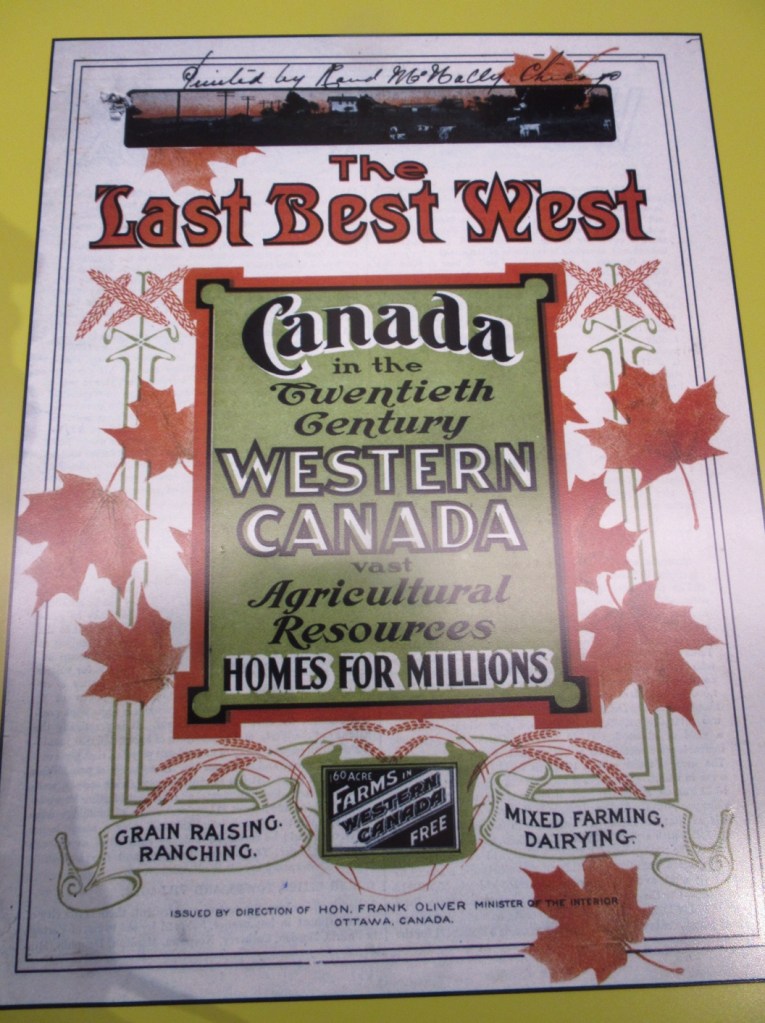 Printed by Rand McNally, Chicago
The
Last Best West
Canada
in the
Twentieth
Century
WESTERN
CANADA
vast
Agricultural
Resources
HOMES FOR MILLIONS
160 ACRE
FARMS IN
WESTERN
CANADA
FREE
GRAIN RAISING.
RANCHING.
MIXED FARMING.
DAIRYING.
ISSUED BY DIRECTION OF HON. FRANK OLIVER MINISTER OF THE INTERIOR
OTTAWA, CANADA.